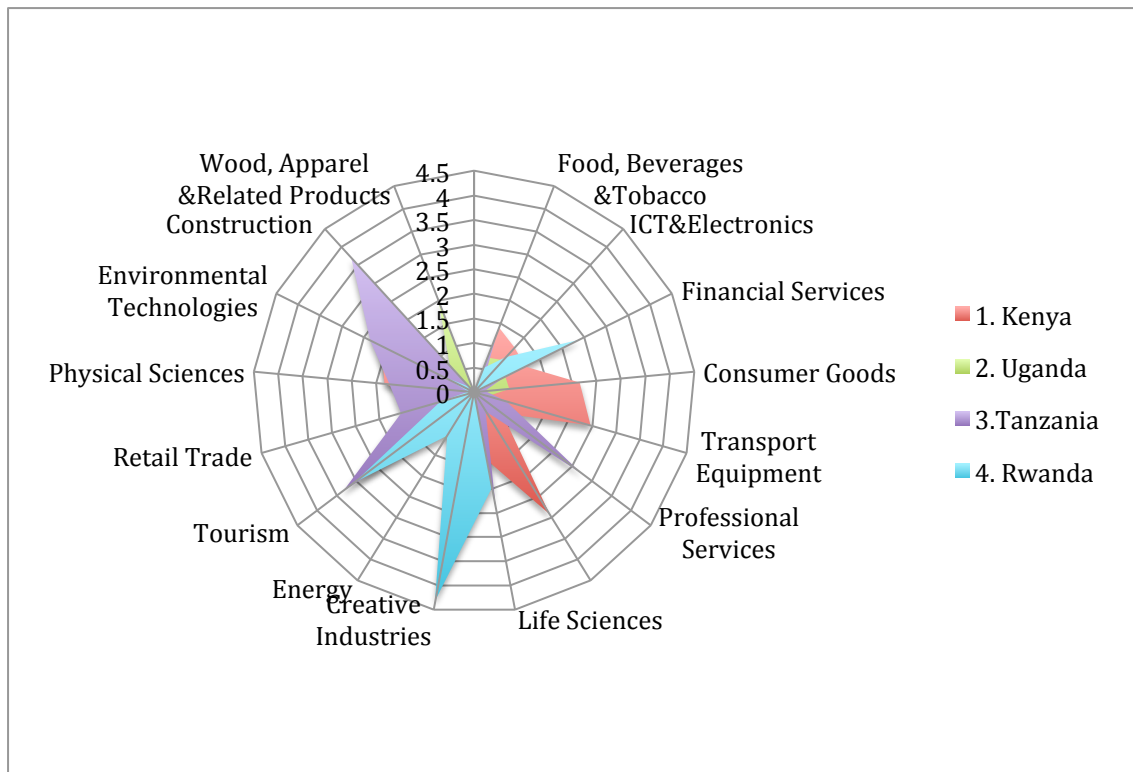 Wood, Apparel
&Related Products
Construction
Environmental
Technologies
Physical Sciences
Retail Trade
Tourism
Energy
Creative
Industries
Life Sciences
Professional
Services
Transport
Equipment
Consumer Goods
Financial Services
ICT&Electronics
Food, Beverages
&Tobacco
4.5
4
3.5
3
2.5
2
1.5
1
0.5
0
1. Kenya
2. Uganda
3.Tanzania
4. Rwanda